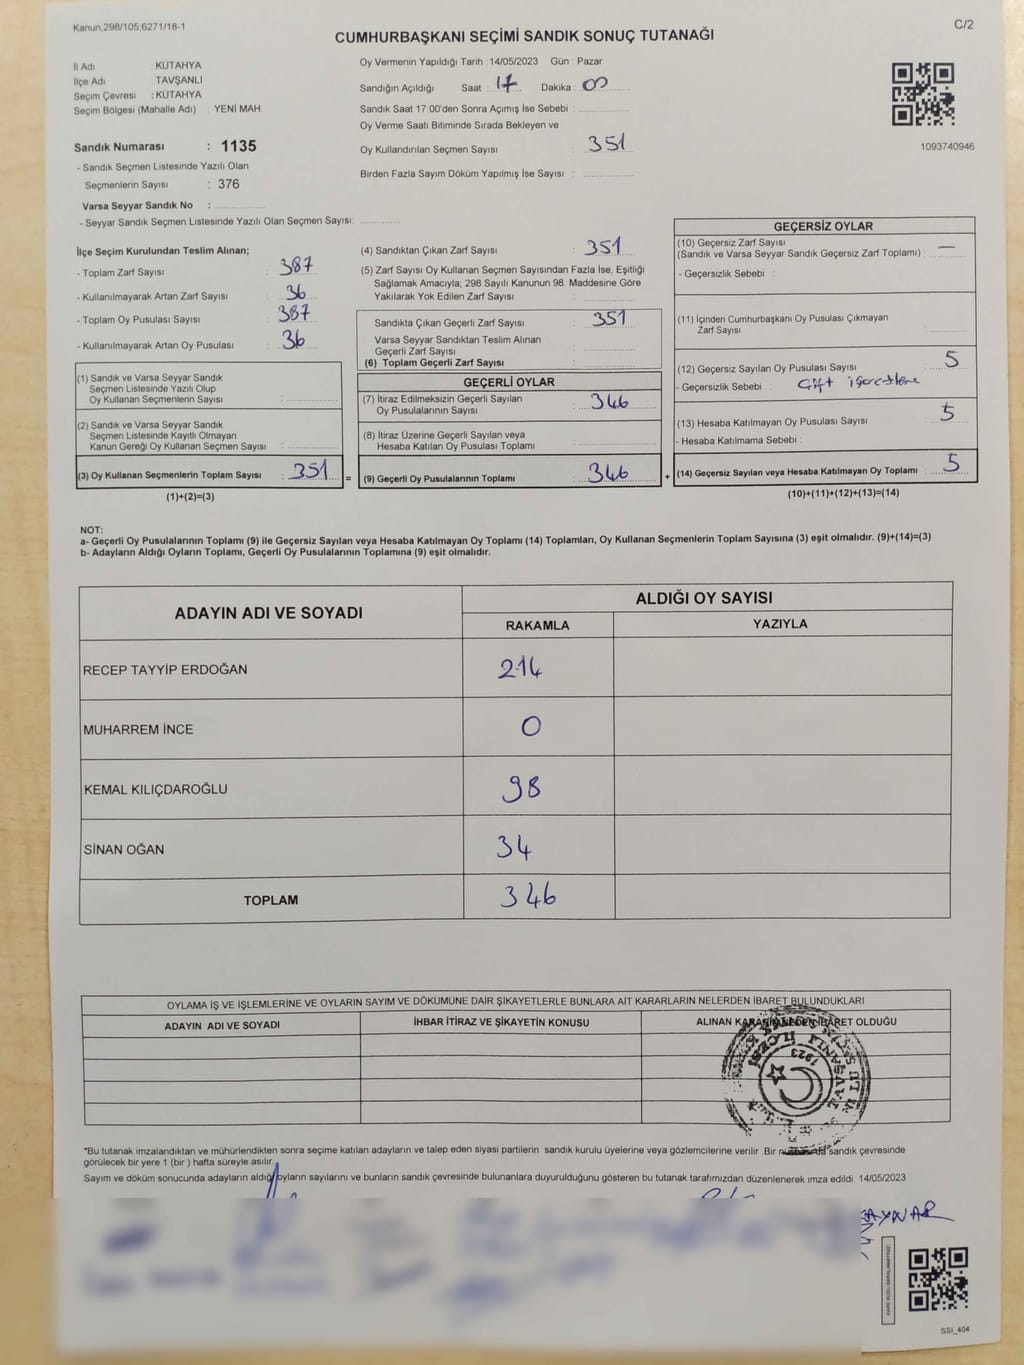 Kanun,298/105,6271/18-1
C/2
CUMHURBAŞKANI SEÇİMİ SANDIK SONUÇ TUTANAĞI
İl Adı : KÜTAHYA
İlçe Adı : TAVŞANLI
Seçim Çevresi : KÜTAHYA
Seçim Bölgesi (Mahalle Adı) : YENİ MAH.
Oy Vermenin Yapıldığı Tarih : 14/05/2023 Gün : Pazar
Sandığın Açıldığı Saat : 17 Dakika : 00
Sandık Saat 17:00'den Sonra Açımış İse Sebebi :
Oy Verme Saati Bitiminde Sırada Bekleyen ve
Oy Kullandırılan Seçmen Sayısı : 351
Birden Fazla Sayım Döküm Yapılmış İse Sayısı :
1093740946
Sandık Numarası : 1135
- Sandık Seçmen Listesinde Yazılı Olan
Seçmenlerin Sayısı : 376
Varsa Seyyar Sandık No :
- Seyyar Sandık Seçmen Listesinde Yazılı Olan Seçmen Sayısı:
İlçe Seçim Kurulundan Teslim Alınan;
- Toplam Zarf Sayısı : 387
- Kullanılmayarak Artan Zarf Sayısı : 36
- Toplam Oy Pusulası Sayısı : 387
- Kullanılmayarak Artan Oy Pusulası : 36
(1) Sandık ve Varsa Seyyar Sandık
Seçmen Listesinde Yazılı Olup
Oy Kullanan Seçmenlerin Sayısı :
(2) Sandık ve Varsa Seyyar Sandık
Seçmen Listesinde Kayıtlı Olmayan
Kanun Gereği Oy Kullanan Seçmen Sayısı :
(3) Oy Kullanan Seçmenlerin Toplam Sayısı : 351
(1)+(2)=(3)
(4) Sandıktan Çıkan Zarf Sayısı : 351
(5) Zarf Sayısı Oy Kullanan Seçmen Sayısından Fazla İse, Eşitliği
Sağlamak Amacıyla; 298 Sayılı Kanunun 98. Maddesine Göre
Yakılarak Yok Edilen Zarf Sayısı :
Sandıkta Çıkan Geçerli Zarf Sayısı : 351
Varsa Seyyar Sandıktan Teslim Alınan
Geçerli Zarf Sayısı :
(6) Toplam Geçerli Zarf Sayısı :
GEÇERLİ OYLAR
(7) İtiraz Edilmeksizin Geçerli Sayılan
Oy Pusulalarının Sayısı : 346
(8) İtiraz Üzerine Geçerli Sayılan veya
Hesaba Katılan Oy Pusulası Toplamı :
= (9) Geçerli Oy Pusulalarının Toplamı : 346 +
GEÇERSİZ OYLAR
(10) Geçersiz Zarf Sayısı
(Sandık ve Varsa Seyyar Sandık Geçersiz Zarf Toplamı) : —
- Geçersizlik Sebebi :
(11) İçinden Cumhurbaşkanı Oy Pusulası Çıkmayan
Zarf Sayısı :
(12) Geçersiz Sayılan Oy Pusulası Sayısı : 5
- Geçersizlik Sebebi : Çift
(13) Hesaba Katılmayan Oy Pusulası Sayısı : 5
- Hesaba Katılmama Sebebi :
(14) Geçersiz Sayılan veya Hesaba Katılmayan Oy Toplamı : 5
(10)+(11)+(12)+(13)=(14)
NOT:
a- Geçerli Oy Pusulalarının Toplamı (9) ile Geçersiz Sayılan veya Hesaba Katılmayan Oy Toplamı (14) Toplamları, Oy Kullanan Seçmenlerin Toplam Sayısına (3) eşit olmalıdır. (9)+(14)=(3)
b- Adayların Aldığı Oyların Toplamı, Geçerli Oy Pusulalarının Toplamına (9) eşit olmalıdır.
ADAYIN ADI VE SOYADI
ALDIĞI OY SAYISI
RAKAMLA YAZIYLA
RECEP TAYYİP ERDOĞAN 214
MUHARREM İNCE 0
KEMAL KILIÇDAROĞLU 98
SİNAN OĞAN 34
TOPLAM 346
OYLAMA İŞ VE İŞLEMLERİNE VE OYLARIN SAYIM VE DÖKÜMÜNE DAİR ŞİKAYETLERLE BUNLARA AİT KARARLARIN NELERDEN İBARET BULUNDUKLARI
ADAYIN ADI VE SOYADI İHBAR İTİRAZ VE ŞİKAYETİN KONUSU ALINAN KARARIN NEDEN İBARET OLDUĞU
1923
*Bu tutanak imzalandıktan ve mühürlendikten sonra seçime katılan adayların ve talep eden siyasi partilerin sandık kurulu üyelerine veya gözlemcilerine verilir .Bir nüshası da sandık çevresinde
görülecek bir yere 1 (bir ) hafta süreyle asılır.
Sayım ve döküm sonucunda adayların aldığı oyların sayılarını ve bunların sandık çevresinde bulunanlara duyurulduğunu gösteren bu tutanak tarafımızdan düzenlenerek imza edildi. 14/05/2023
KAYNAR
SSİ_404